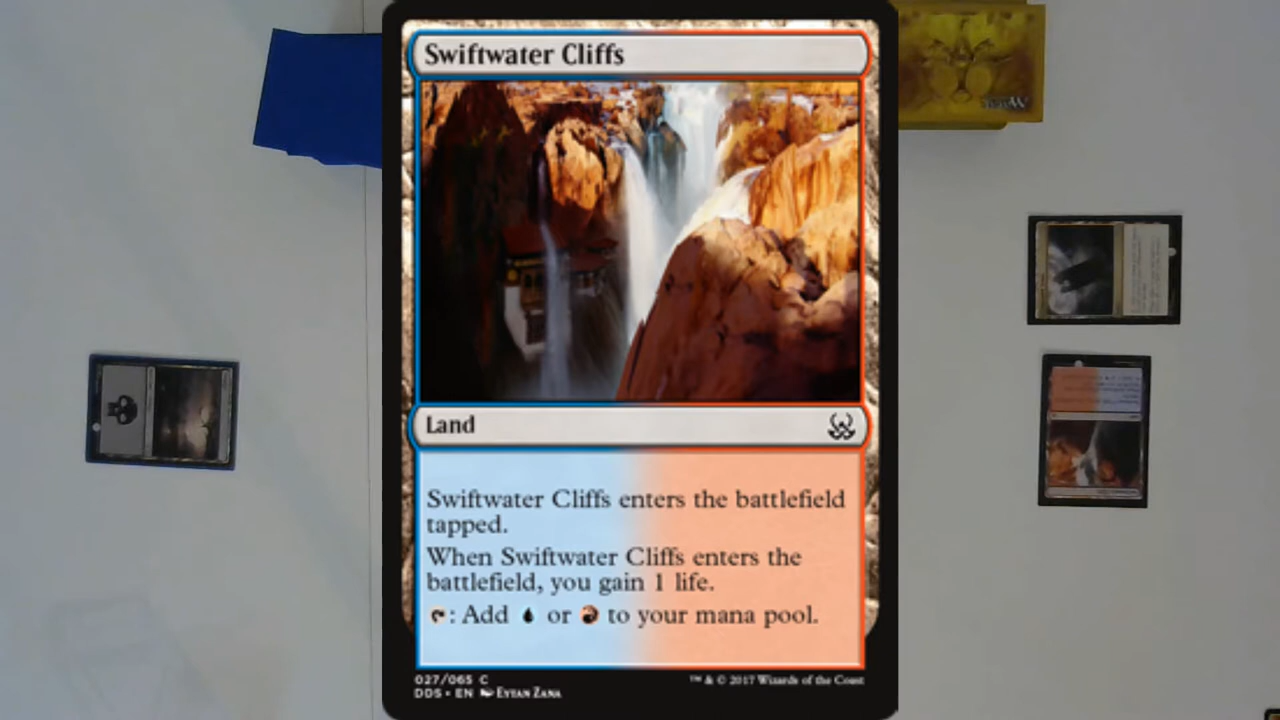 Swiftwater Cliffs
Land
Swiftwater Cliffs enters the battlefield
tapped.
When Swiftwater Cliffs enters the
battlefield, you gain 1 life.
: Add or to your mana pool.
027/065 C
DDS • EN Eytan Zana
™ & © 2017 Wizards of the Coast